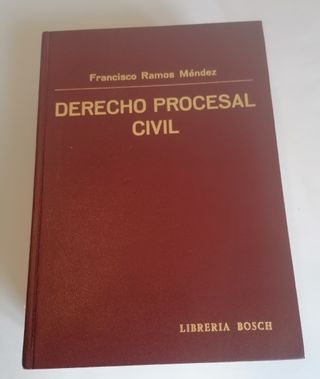 Francisco Ramos Méndez
DERECHO PROCESAL
CIVIL
LIBRERIA BOSCH